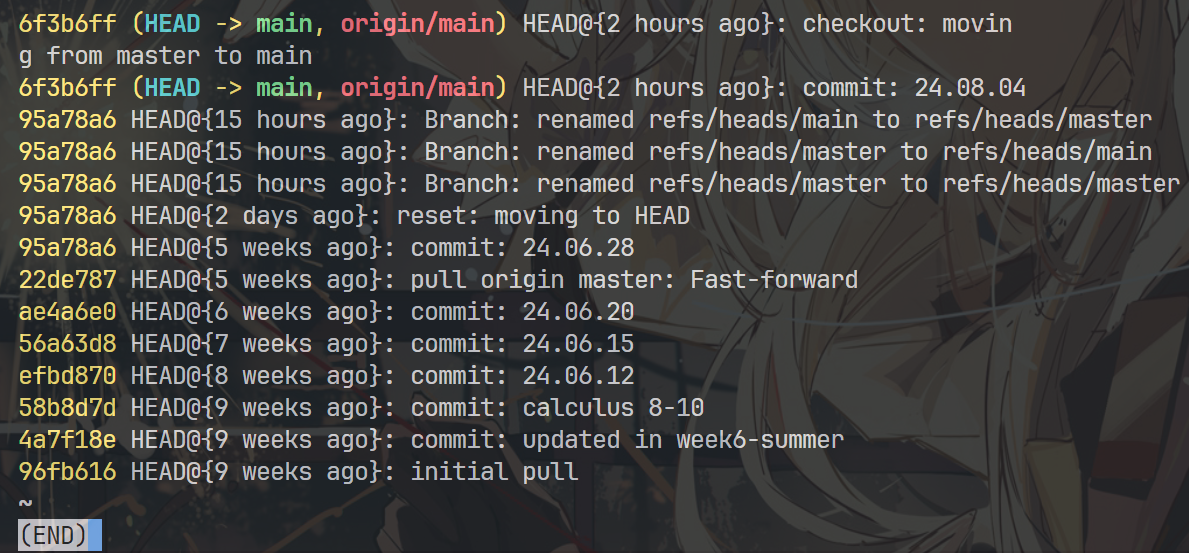 6f3b6ff (HEAD -> main, origin/main) HEAD@{2 hours ago}: checkout: movin
g from master to main
6f3b6ff (HEAD -> main, origin/main) HEAD@{2 hours ago}: commit: 24.08.04
95a78a6 HEAD@{15 hours ago}: Branch: renamed refs/heads/main to refs/heads/master
95a78a6 HEAD@{15 hours ago}: Branch: renamed refs/heads/master to refs/heads/main
95a78a6 HEAD@{15 hours ago}: Branch: renamed refs/heads/master to refs/heads/master
95a78a6 HEAD@{2 days ago}: reset: moving to HEAD
95a78a6 HEAD@{5 weeks ago}: commit: 24.06.28
22de787 HEAD@{5 weeks ago}: pull origin master: Fast-forward
ae4a6e0 HEAD@{6 weeks ago}: commit: 24.06.20
56a63d8 HEAD@{7 weeks ago}: commit: 24.06.15
efbd870 HEAD@{8 weeks ago}: commit: 24.06.12
58b8d7d HEAD@{9 weeks ago}: commit: calculus 8-10
4a7f18e HEAD@{9 weeks ago}: commit: updated in week6-summer
96fb616 HEAD@{9 weeks ago}: initial pull
~
(END)